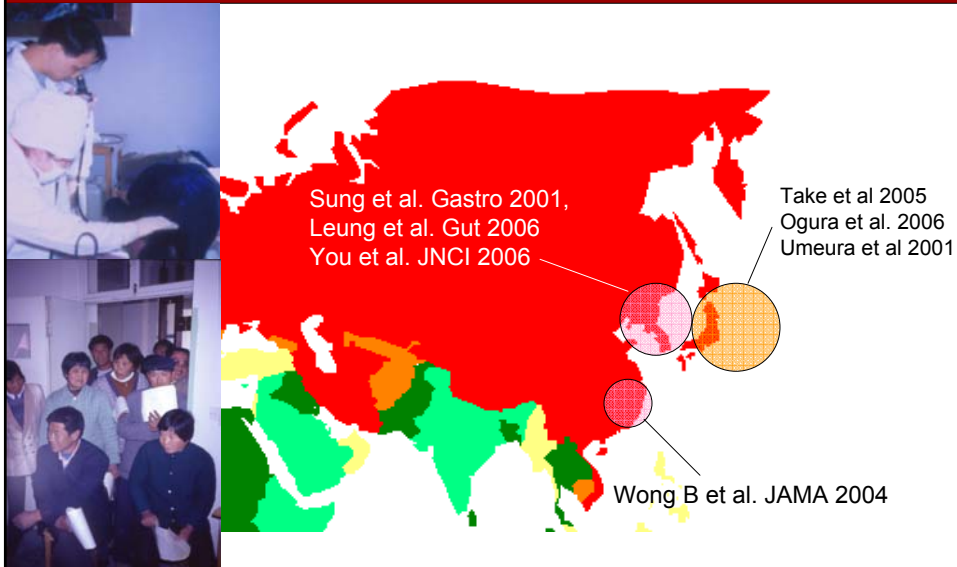 Sung et al. Gastro 2001,
Leung et al. Gut 2006
You et al. JNCI 2006
Take et al 2005
Ogura et al. 2006
Umeura et al 2001
Wong B et al. JAMA 2004